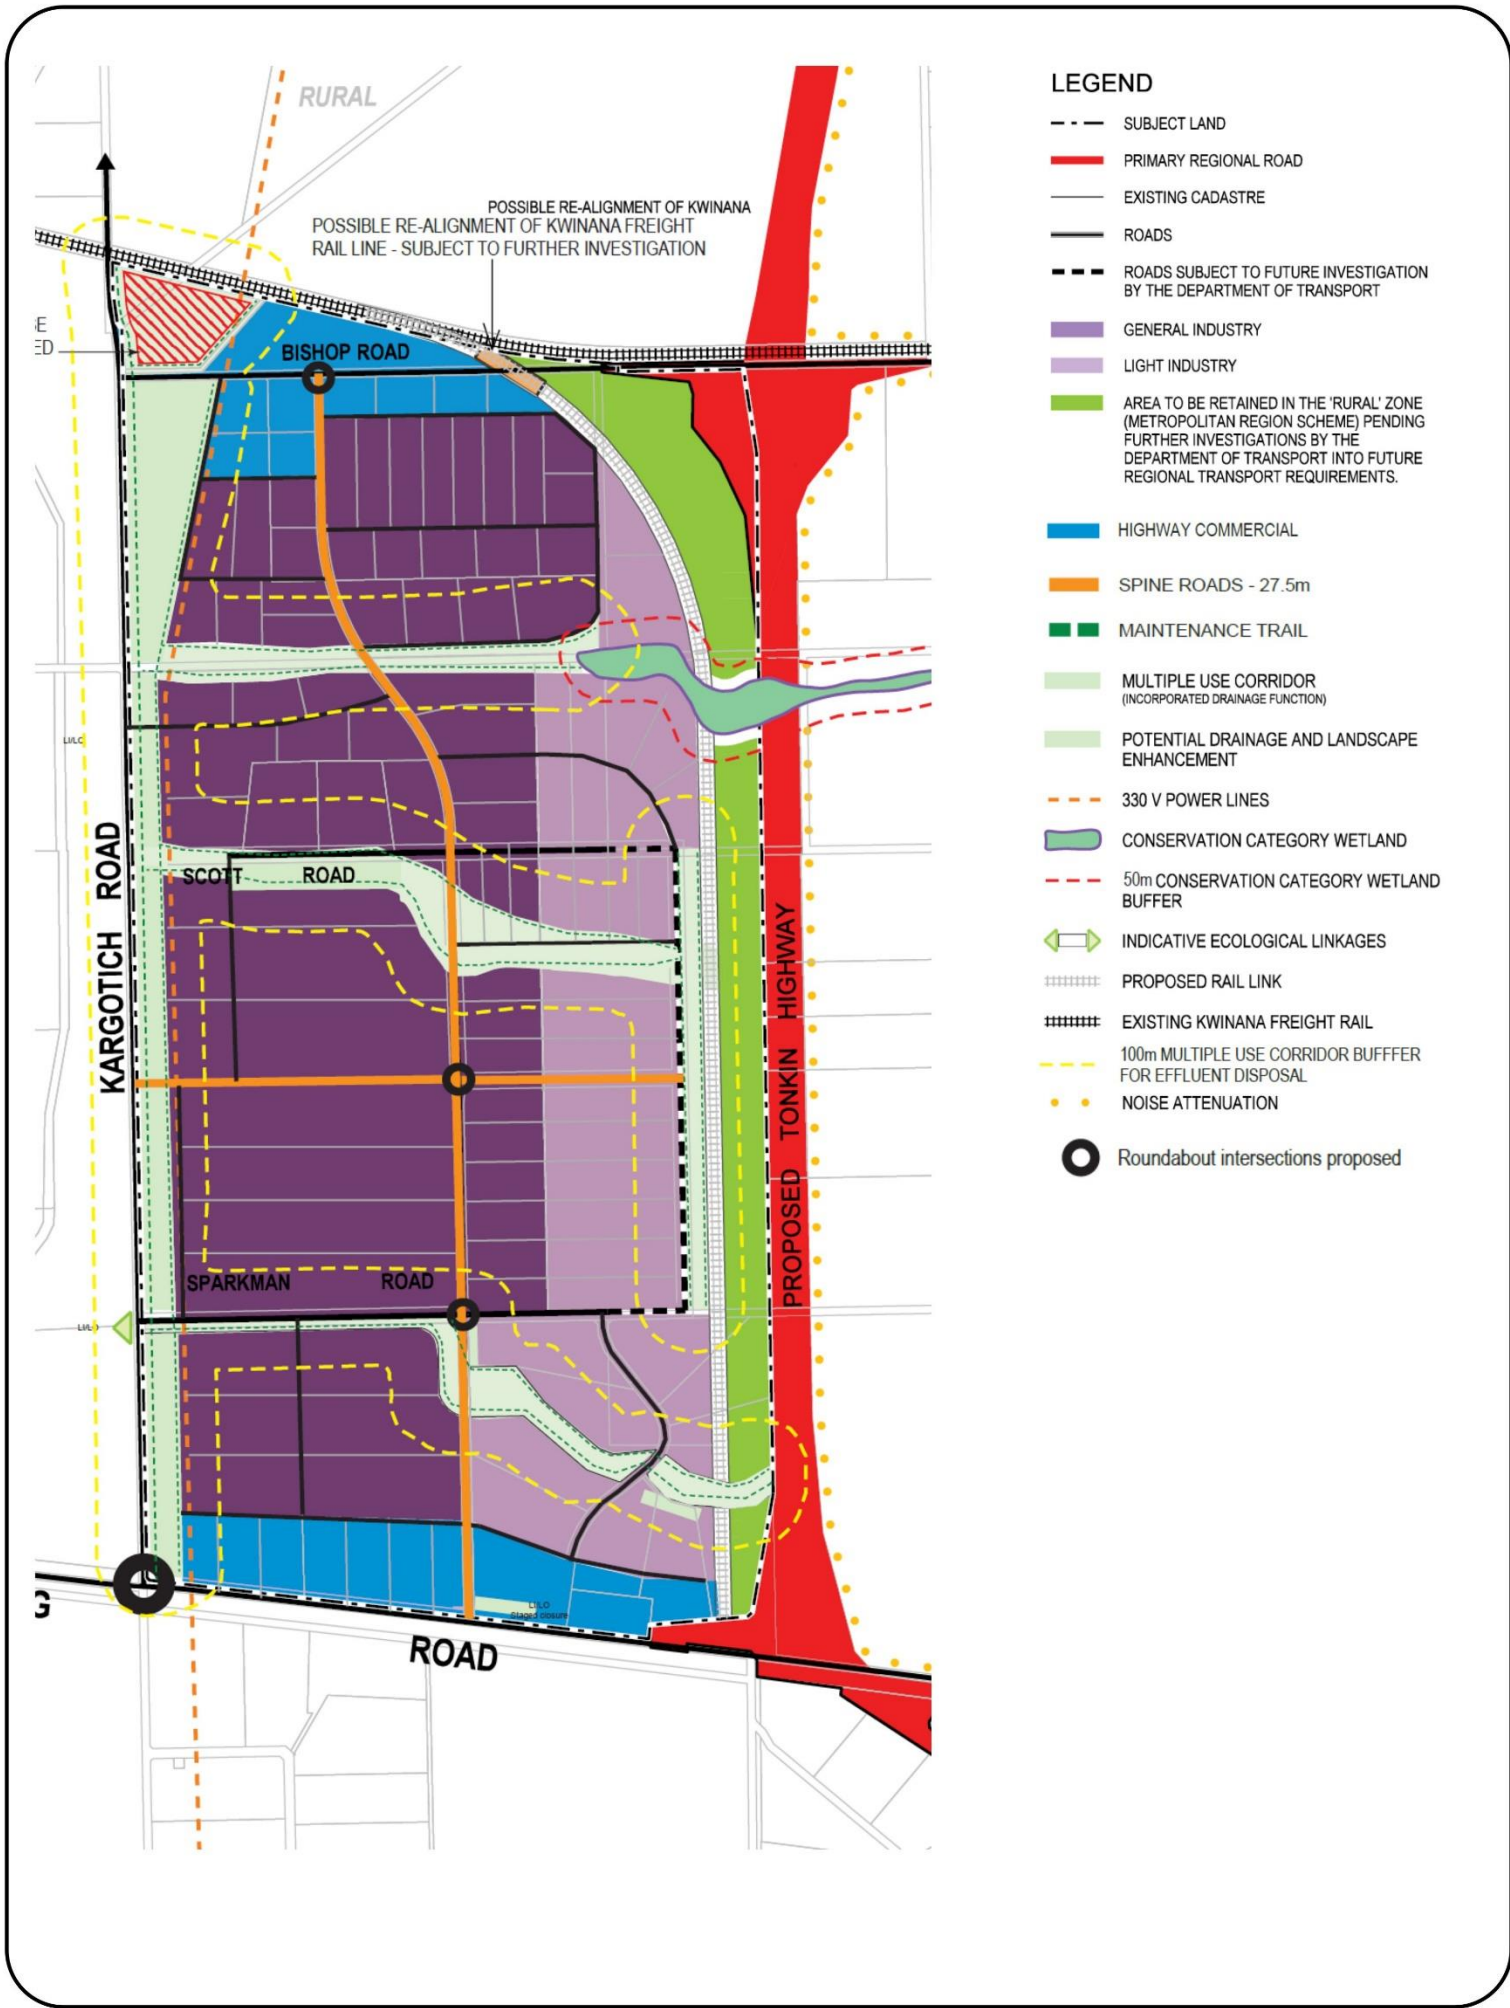 RURAL
POSSIBLE RE-ALIGNMENT OF KWINANA
POSSIBLE RE-ALIGNMENT OF KWINANA FREIGHT
RAIL LINE - SUBJECT TO FURTHER INVESTIGATION
E
ED
BISHOP ROAD
SCOTT ROAD
KARGOTICH ROAD
PROPOSED TONKIN HIGHWAY
SPARKMAN ROAD
LI/LO
Staged closure
G
ROAD
LEGEND
SUBJECT LAND
PRIMARY REGIONAL ROAD
EXISTING CADASTRE
ROADS
ROADS SUBJECT TO FUTURE INVESTIGATION
BY THE DEPARTMENT OF TRANSPORT
GENERAL INDUSTRY
LIGHT INDUSTRY
AREA TO BE RETAINED IN THE 'RURAL' ZONE
(METROPOLITAN REGION SCHEME) PENDING
FURTHER INVESTIGATIONS BY THE
DEPARTMENT OF TRANSPORT INTO FUTURE
REGIONAL TRANSPORT REQUIREMENTS.
HIGHWAY COMMERCIAL
SPINE ROADS - 27.5m
MAINTENANCE TRAIL
MULTIPLE USE CORRIDOR
(INCORPORATED DRAINAGE FUNCTION)
POTENTIAL DRAINAGE AND LANDSCAPE
ENHANCEMENT
330 V POWER LINES
CONSERVATION CATEGORY WETLAND
50m CONSERVATION CATEGORY WETLAND
BUFFER
INDICATIVE ECOLOGICAL LINKAGES
PROPOSED RAIL LINK
EXISTING KWINANA FREIGHT RAIL
100m MULTIPLE USE CORRIDOR BUFFFER
FOR EFFLUENT DISPOSAL
NOISE ATTENUATION
Roundabout intersections proposed